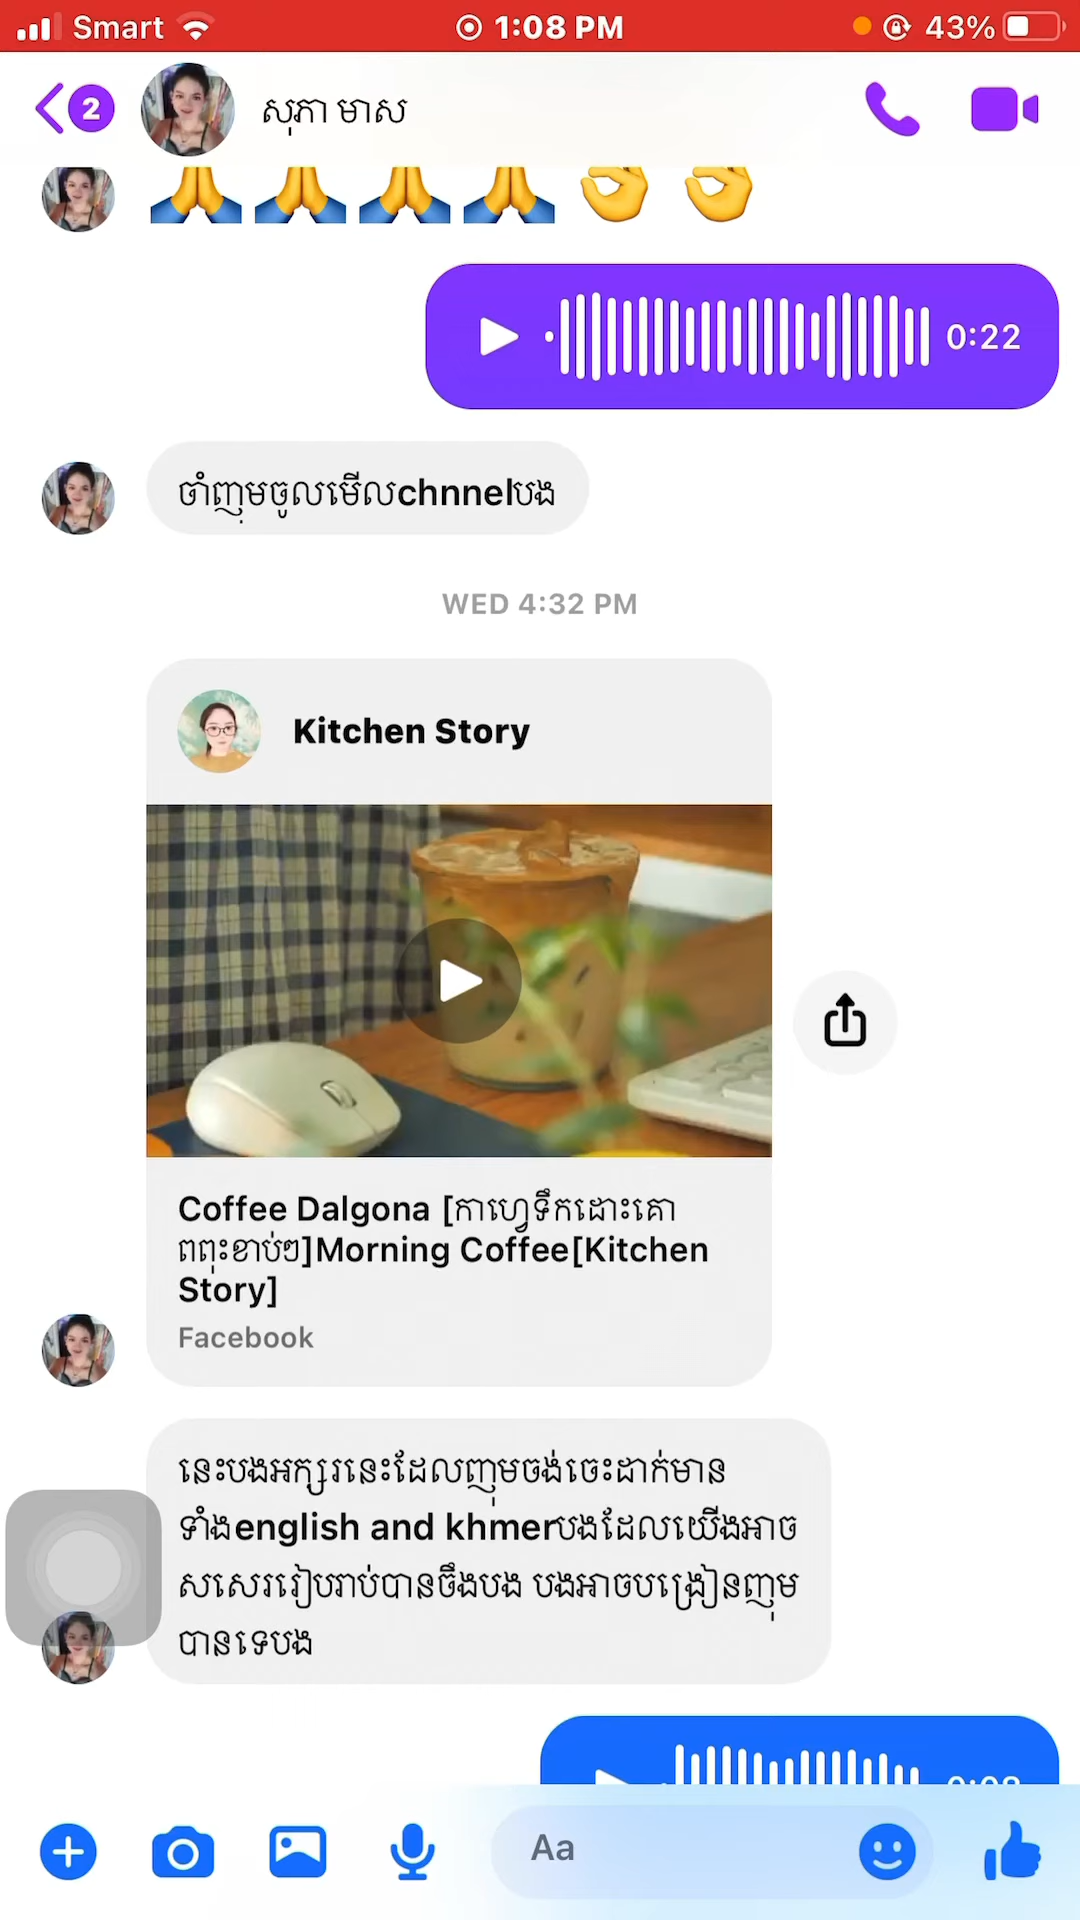 Smart
1:08 PM
43%
2
សុភា មាស
0:22
ចាំញុមចូលមើលchnnelបង
WED 4:32 PM
Kitchen Story
Coffee Dalgona [កាហ្វេទឹកដោះគោ
ពពុះខាប់ៗ]Morning Coffee[Kitchen
Story]
Facebook
នេះបងអក្សរនេះដែលញុមចង់ចេះដាក់មាន
ទាំងenglish and khmerបងដែលយើងអាច
សសេររៀបរាប់បានចឹងបង បងអាចបង្រៀនញុម
បានទេបង
0:08
Aa